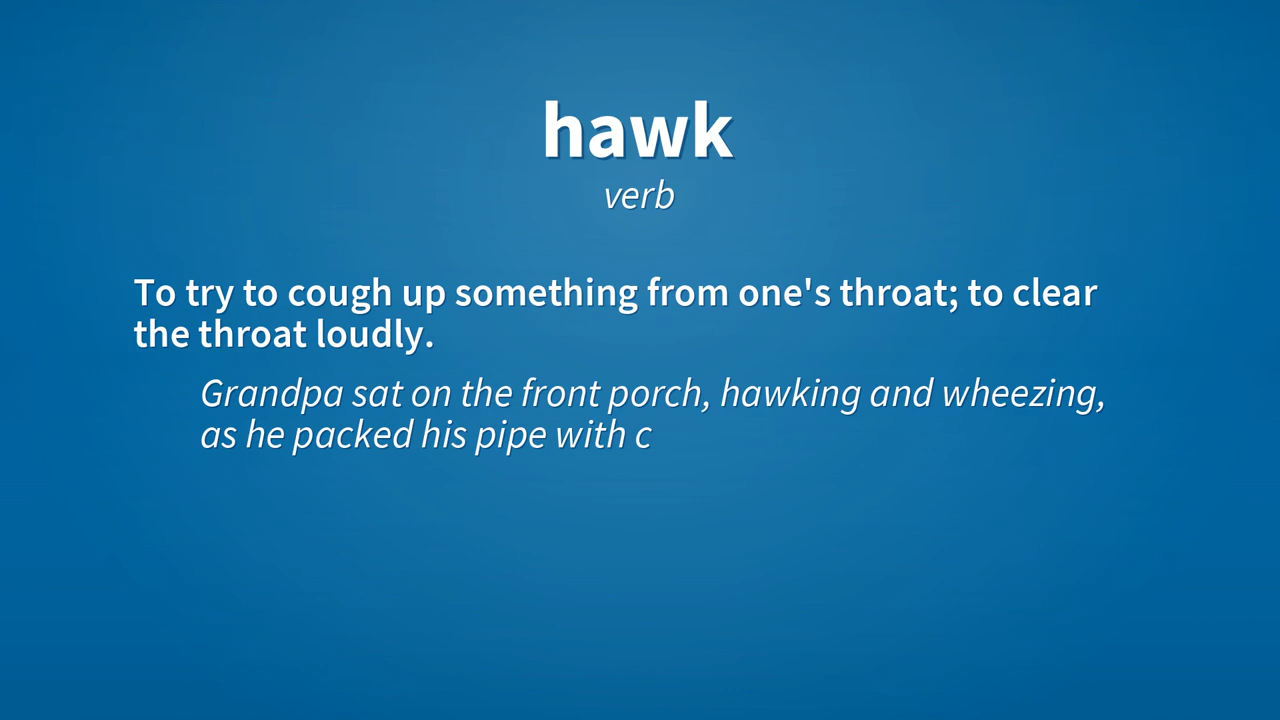 hawk
verb
To try to cough up something from one's throat; to clear
the throat loudly.
Grandpa sat on the front porch, hawking and wheezing,
as he packed his pipe with c